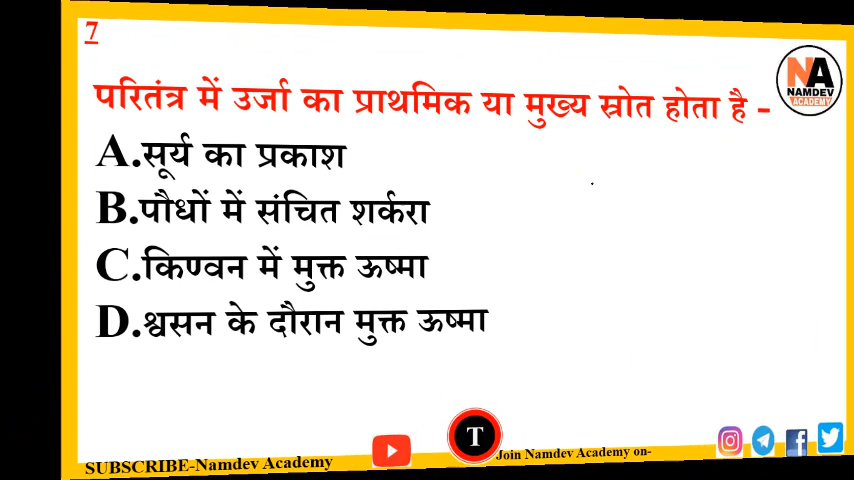 7
NA
NAMDEV
ACADEMY
परितंत्र में उर्जा का प्राथमिक या मुख्य स्रोत होता है -
A.सूर्य का प्रकाश
B.पौधों में संचित शर्करा
C.किण्वन में मुक्त ऊष्मा
D.श्वसन के दौरान मुक्त ऊष्मा
SUBSCRIBE-Namdev Academy
T
Join Namdev Academy on-